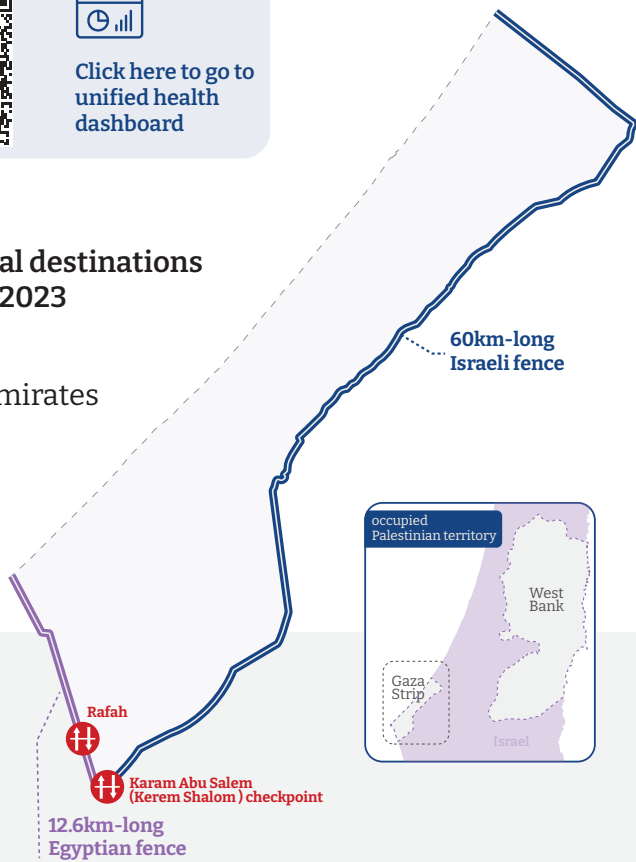 Click here to go to
unified health
dashboard
al destinations
2023
mirates
60km-long
Israeli fence
occupied
Palestinian territory
West
Bank
Gaza
Strip
Israel
Rafah
Karam Abu Salem
(Kerem Shalom ) checkpoint
12.6km-long
Egyptian fence